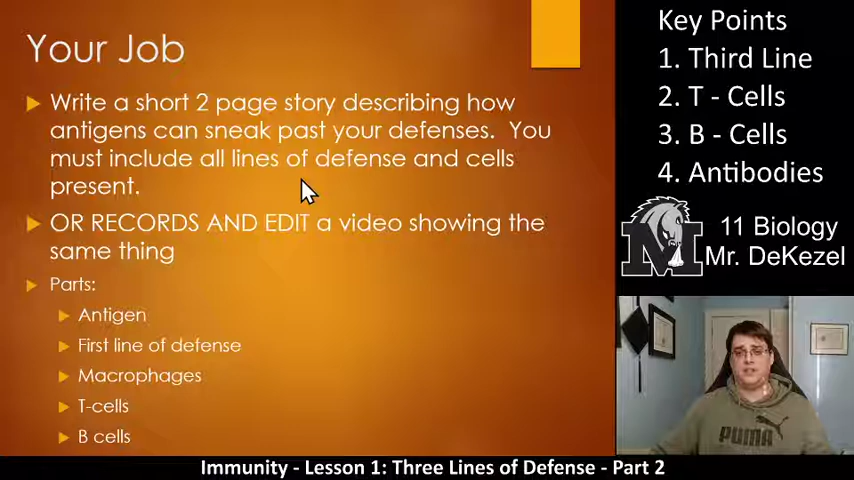 Your Job
Write a short 2 page story describing how
antigens can sneak past your defenses. You
must include all lines of defense and cells
present.
OR RECORDS AND EDIT a video showing the
same thing
Parts:
Antigen
First line of defense
Macrophages
T-cells
B cells
Key Points
1. Third Line
2. T - Cells
3. B - Cells
4. Antibodies
M
11 Biology
Mr. DeKezel
PUMA
Immunity - Lesson 1: Three Lines of Defense - Part 2